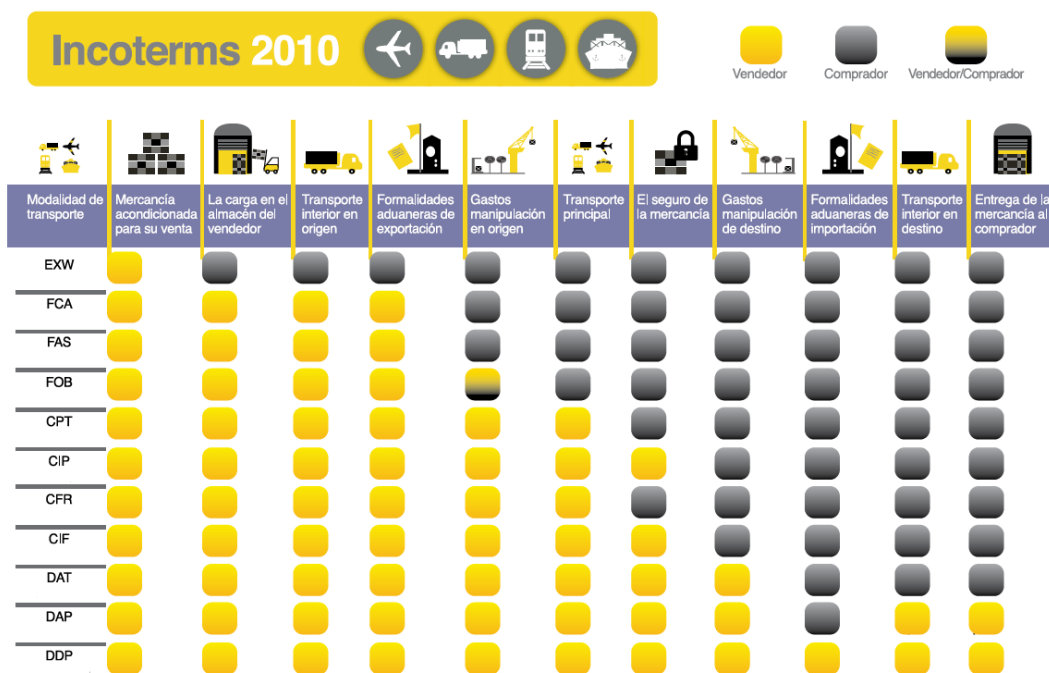 Incoterms 2010
Vendedor
Comprador
Vendedor/Comprador
Modalidad de
transporte
Mercancía
acondicionada
para su venta
La carga en el
almacén del
vendedor
Transporte
interior en
origen
Formalidades
aduaneras de
exportación
Gastos
manipulación
en origen
Transporte
principal
El seguro de
la mercancía
Gastos
manipulación
de destino
Formalidades
aduaneras de
importación
Transporte
interior en
destino
Entrega de la
mercancía al
comprador
EXW
FCA
FAS
FOB
CPT
CIP
CFR
CIF
DAT
DAP
DDP